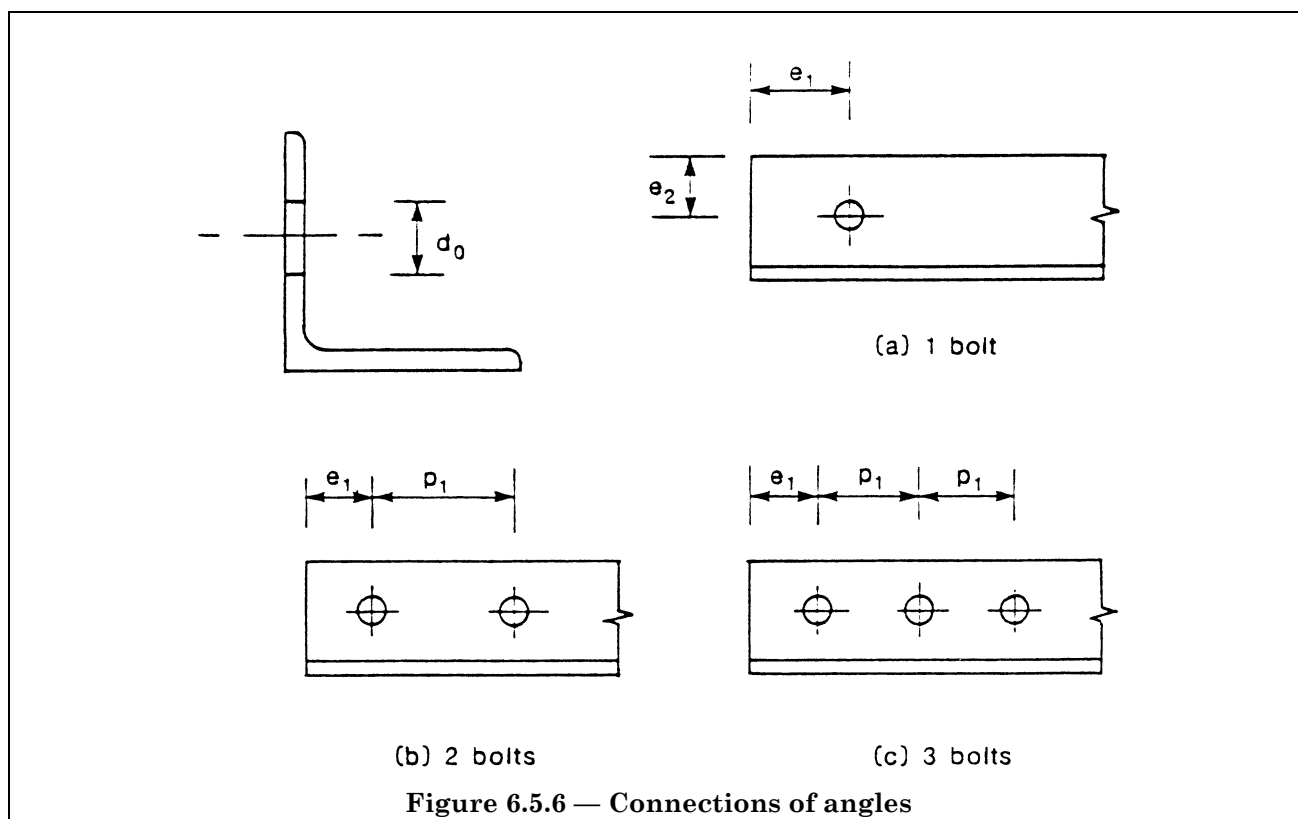 e₁
e₂
d₀
(a) 1 bolt
e₁ p₁
e₁ p₁ p₁
(b) 2 bolts
(c) 3 bolts
Figure 6.5.6 — Connections of angles